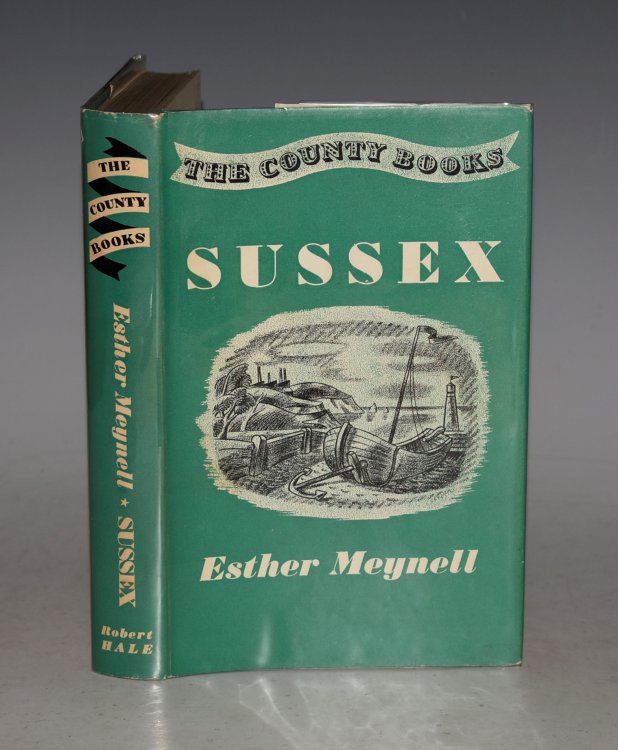 THE COUNTY BOOKS
SUSSEX
Esther Meynell
THE
COUNTY
BOOKS
Esther Meynell * SUSSEX
Robert
HALE